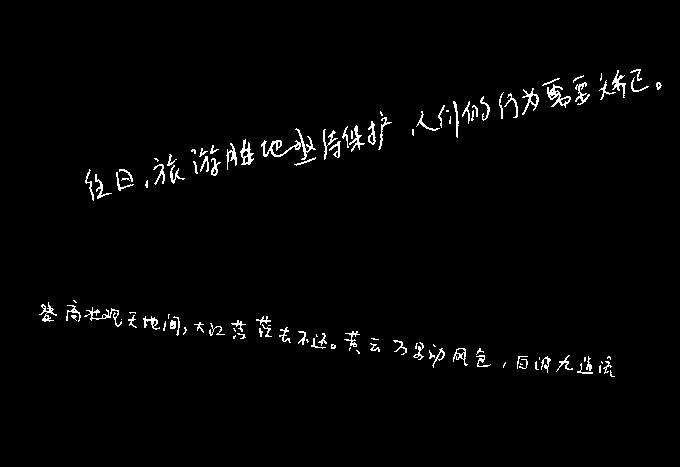 往日，旅游胜地亟待保护，人们的行为需要矫正。
登高壮观天地间，大江茫茫去不还。黄云万里动风色，白波九道流